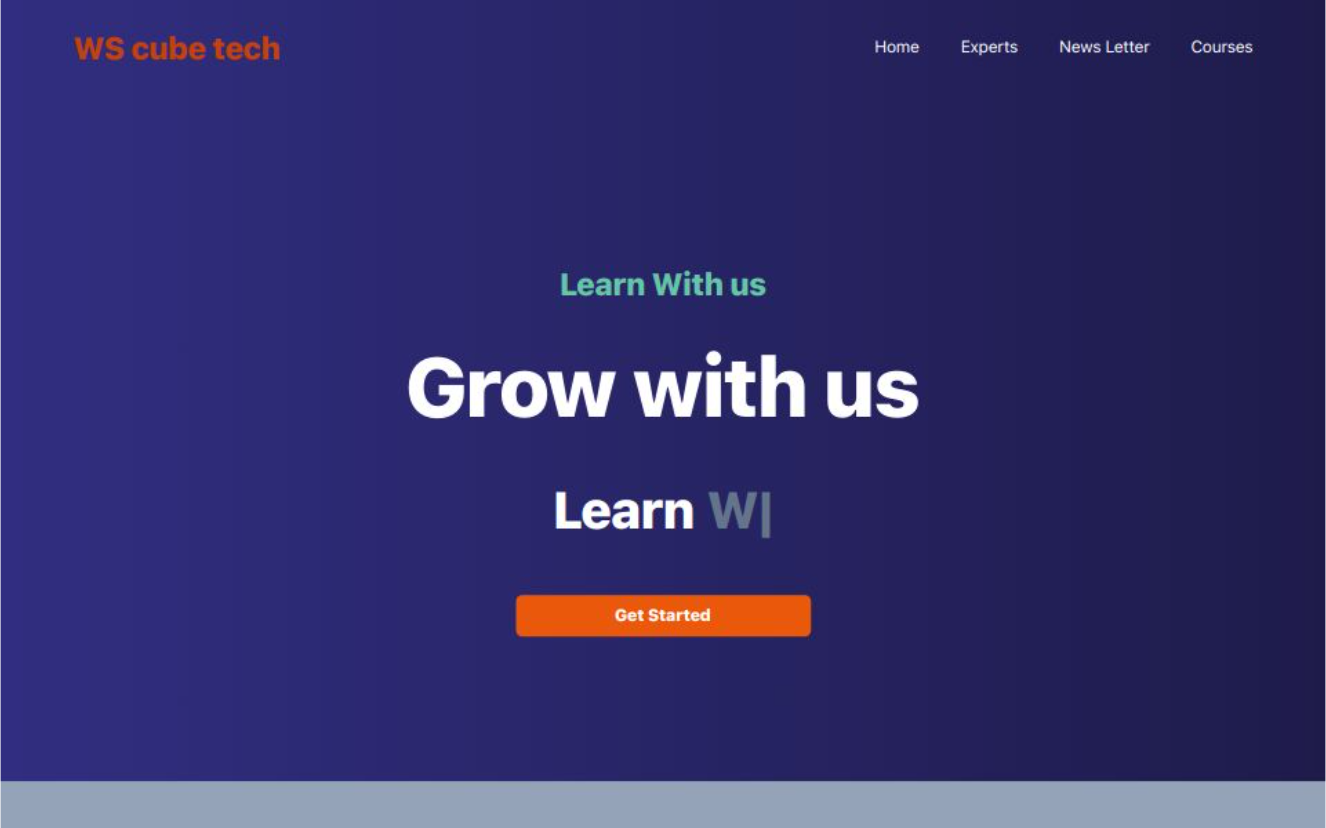 WS cube tech
Home Experts News Letter Courses
Learn With us
Grow with us
Learn W|
Get Started